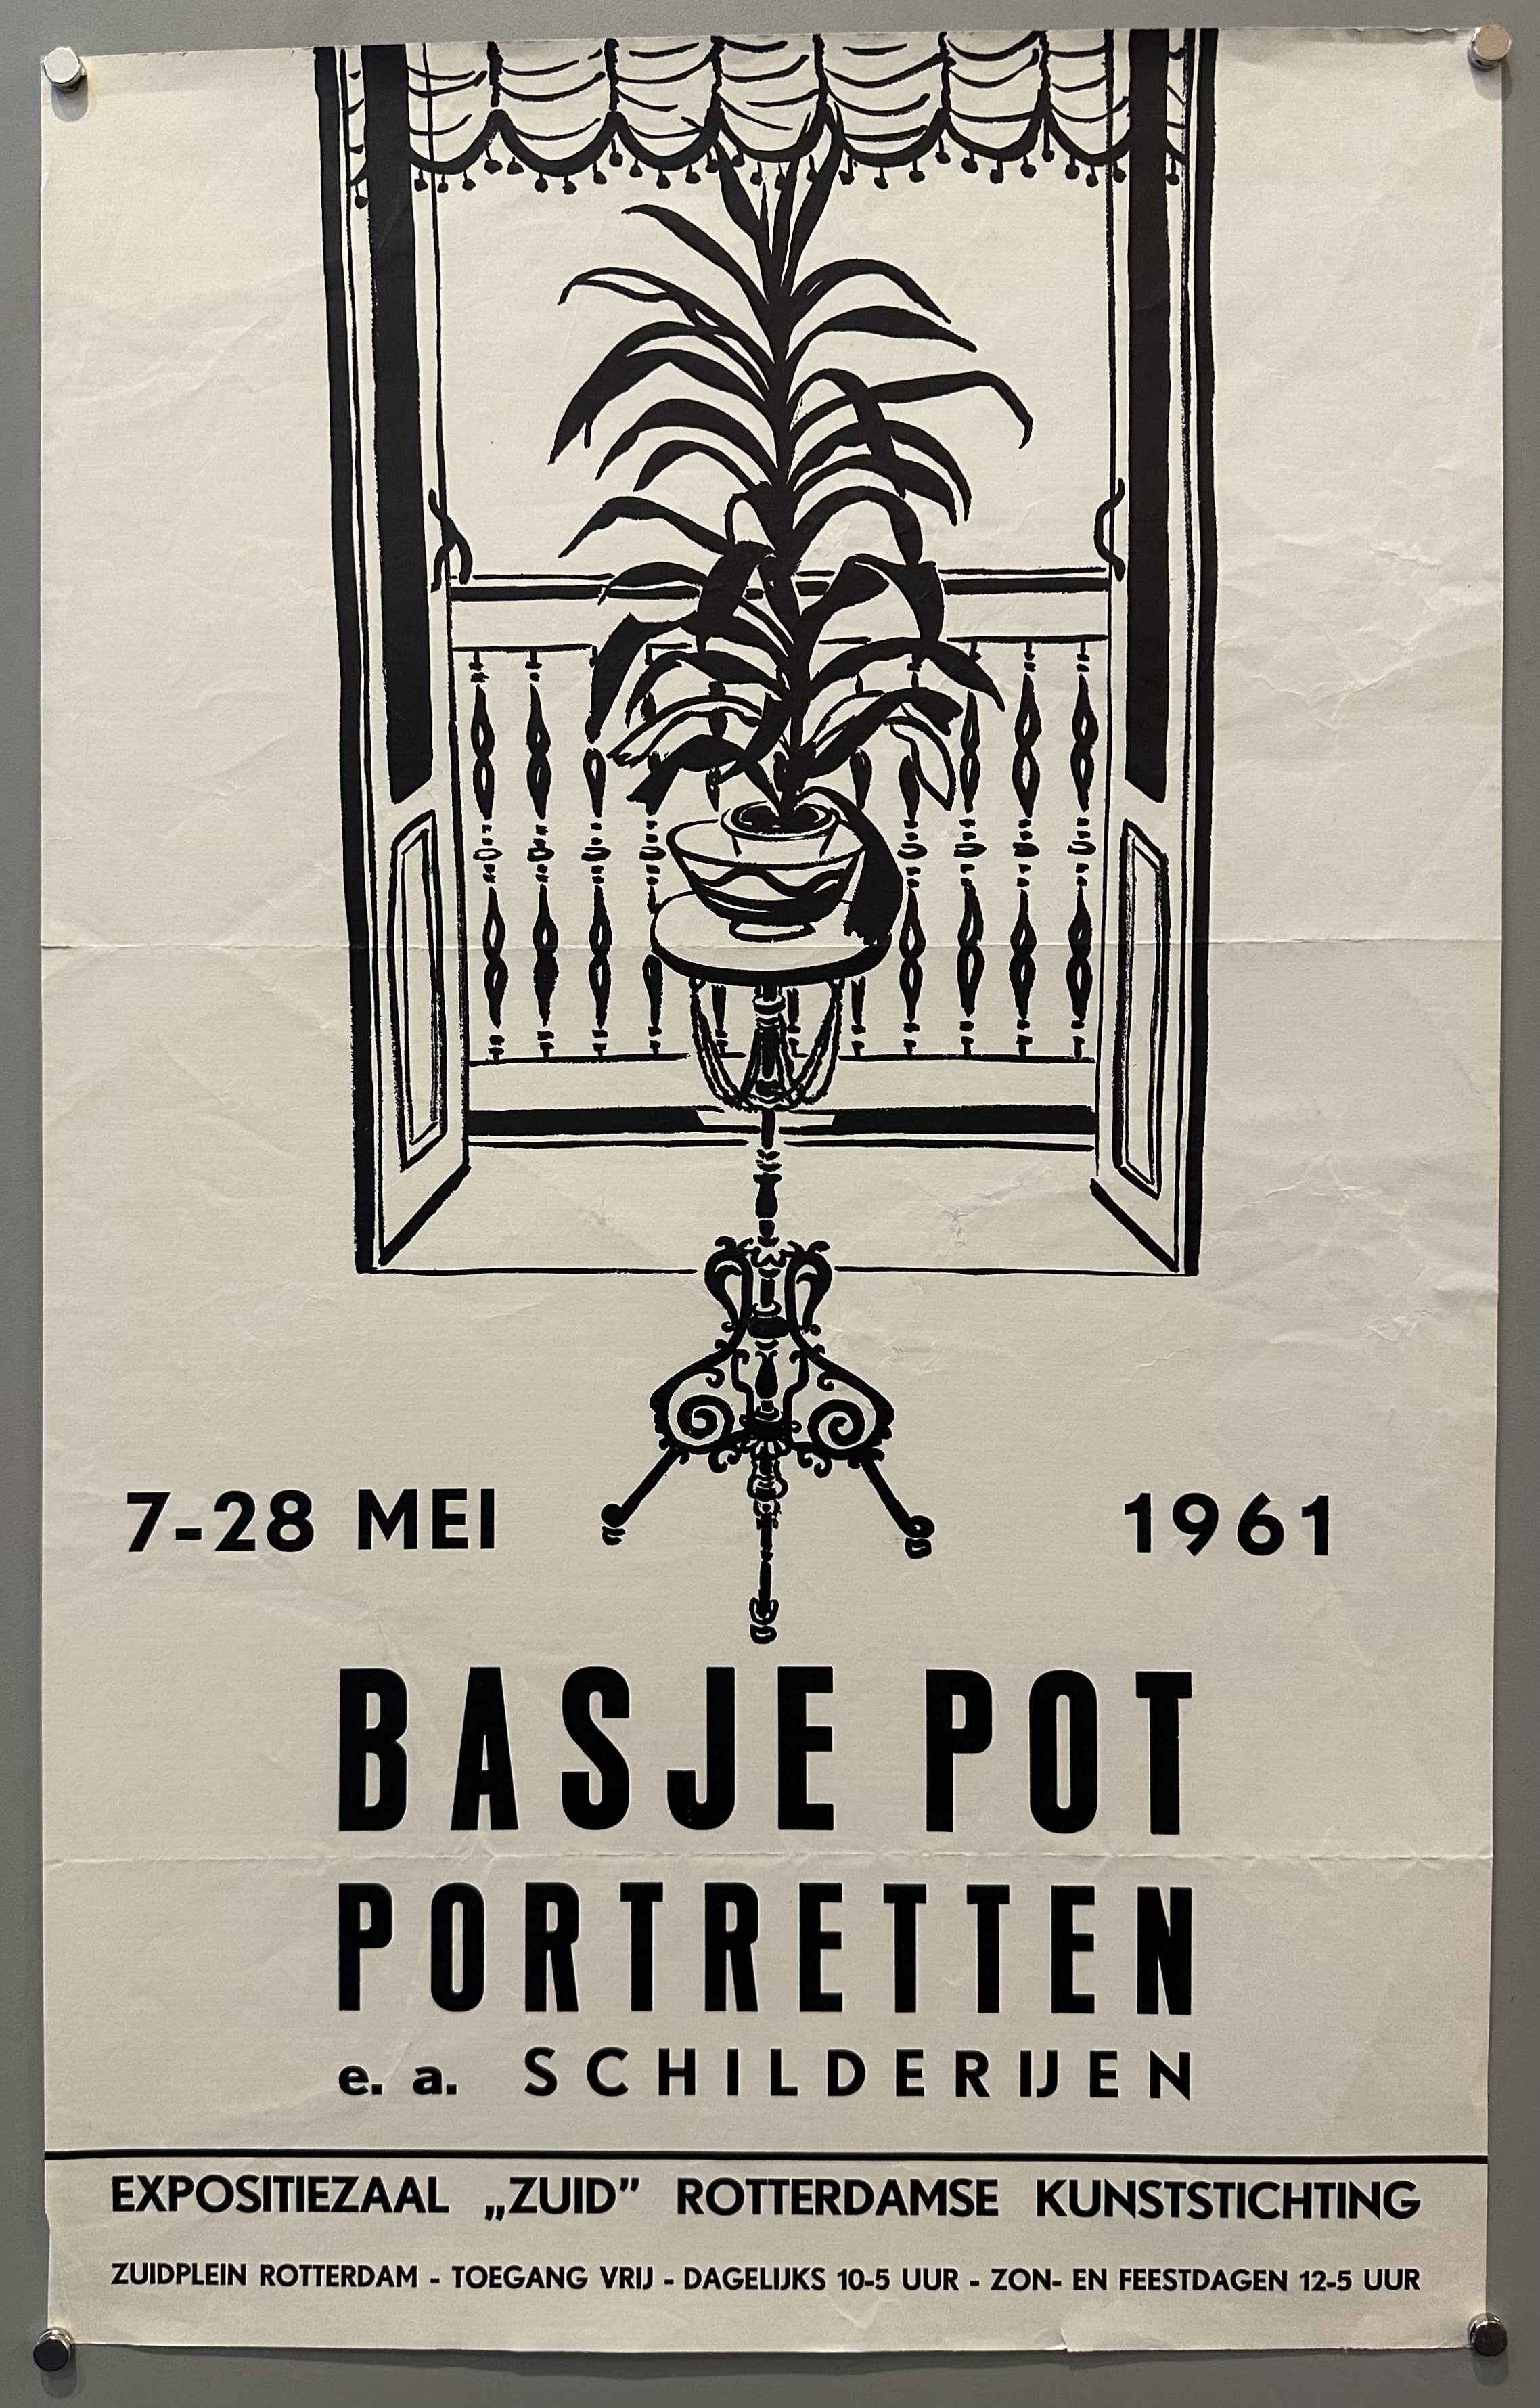 7-28 MEI 1961
BASJE POT
PORTRETTEN
e. a. SCHILDERIJEN
EXPOSITIEZAAL „ZUID” ROTTERDAMSE KUNSTSTICHTING
ZUIDPLEIN ROTTERDAM - TOEGANG VRIJ - DAGELIJKS 10-5 UUR - ZON- EN FEESTDAGEN 12-5 UUR